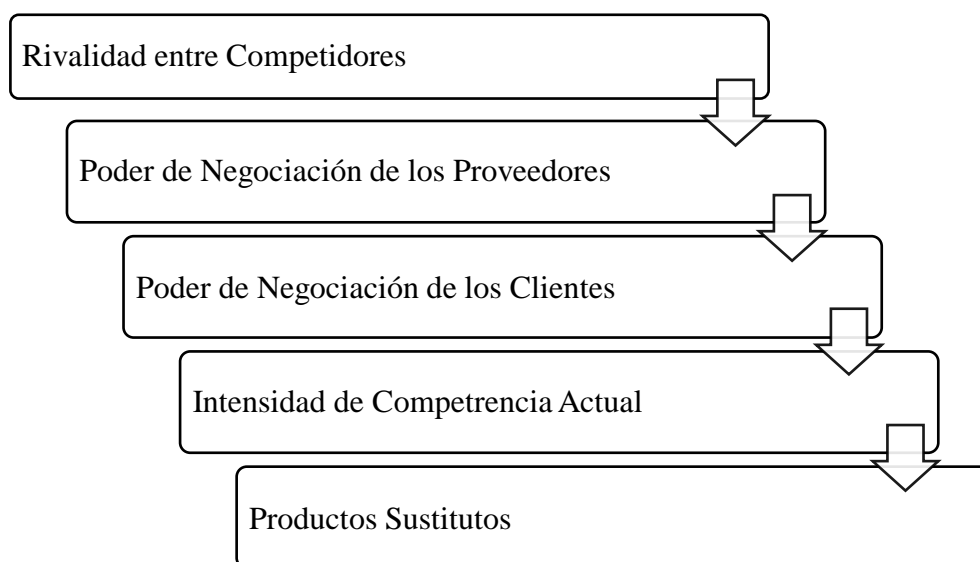 Rivalidad entre Competidores
Poder de Negociación de los Proveedores
Poder de Negociación de los Clientes
Intensidad de Competrencia Actual
Productos Sustitutos